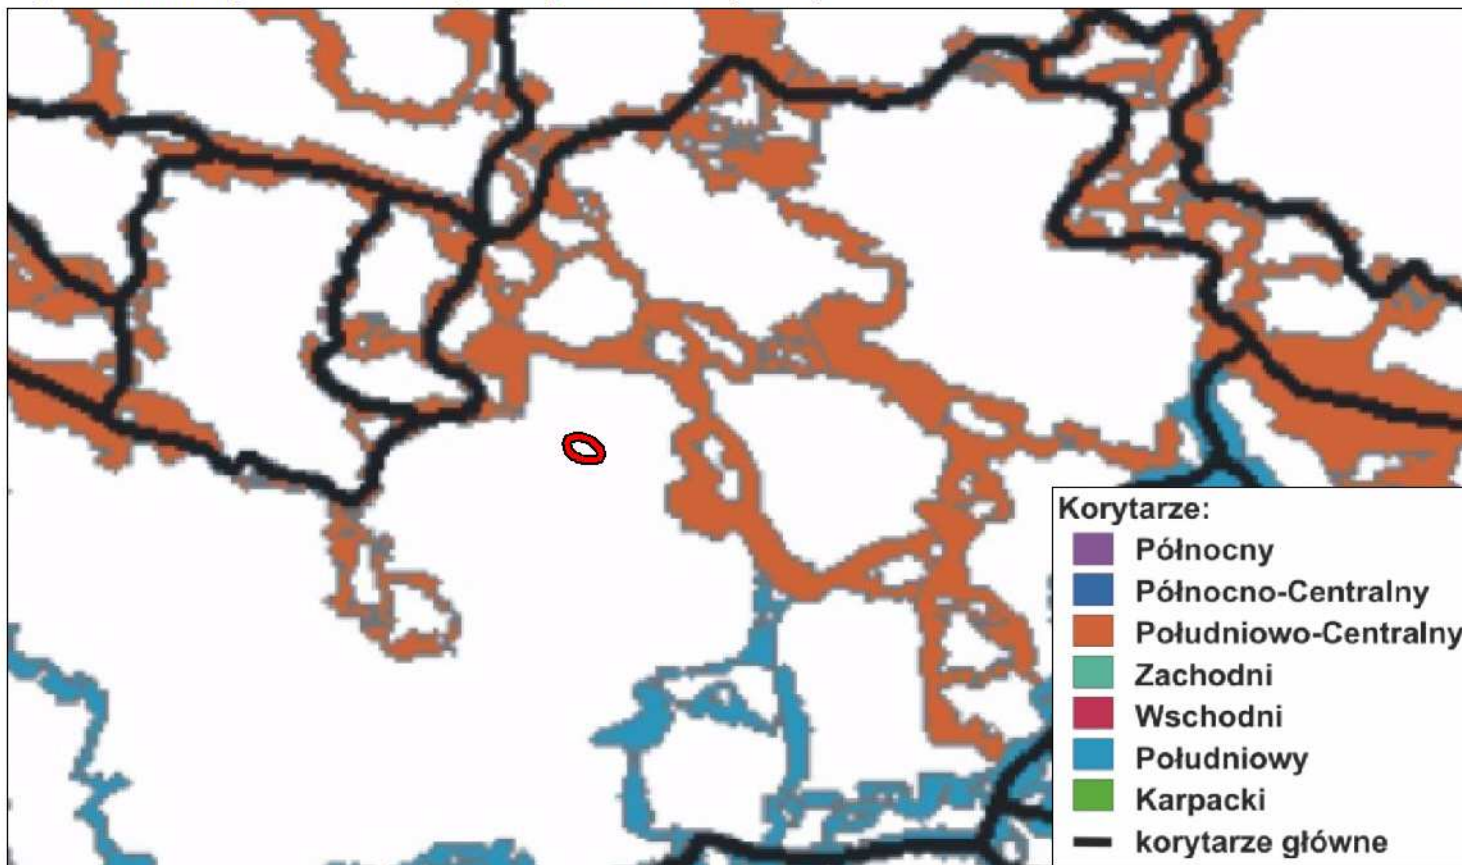 Korytarze:
Północny
Północno-Centralny
Południowo-Centralny
Zachodni
Wschodni
Południowy
Karpacki
korytarze główne